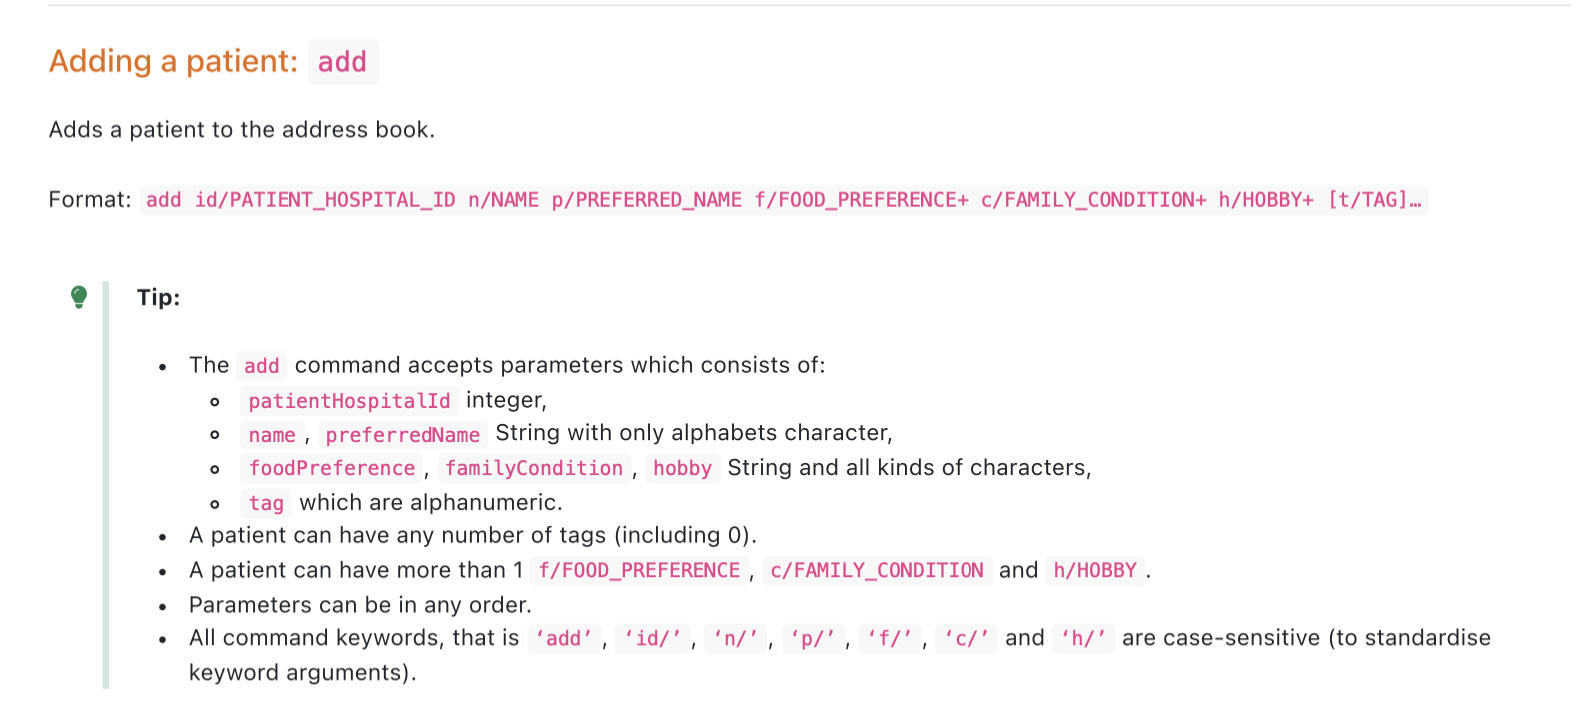 Adding a patient: add
Adds a patient to the address book.
Format: add id/PATIENT_HOSPITAL_ID n/NAME p/PREFERRED_NAME f/FOOD_PREFERENCE+ c/FAMILY_CONDITION+ h/HOBBY+ [t/TAG]…
Tip:
• The add command accepts parameters which consists of:
patientHospitalId integer,
name, preferredName String with only alphabets character,
foodPreference, familyCondition, hobby String and all kinds of characters,
tag which are alphanumeric.
• A patient can have any number of tags (including 0).
• A patient can have more than 1 f/FOOD_PREFERENCE, c/FAMILY_CONDITION and h/HOBBY.
• Parameters can be in any order.
• All command keywords, that is ‘add’, ‘id/’, ‘n/’, ‘p/’, ‘f/’, ‘c/’ and ‘h/’ are case-sensitive (to standardise
keyword arguments).